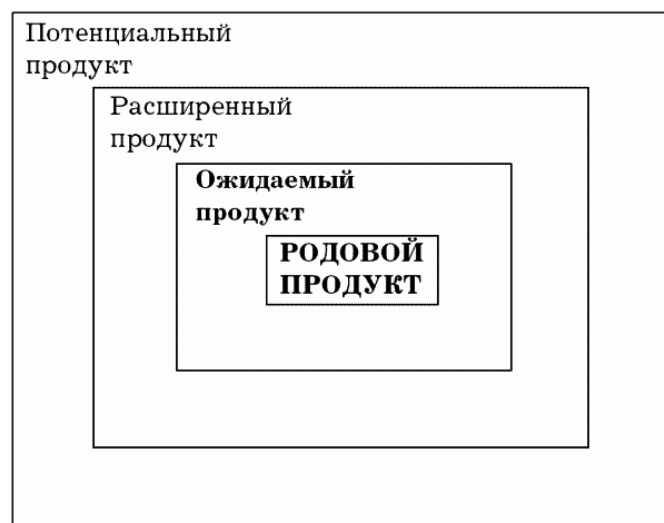 Потенциальный
продукт
Расширенный
продукт
Ожидаемый
продукт
РОДОВОЙ
ПРОДУКТ